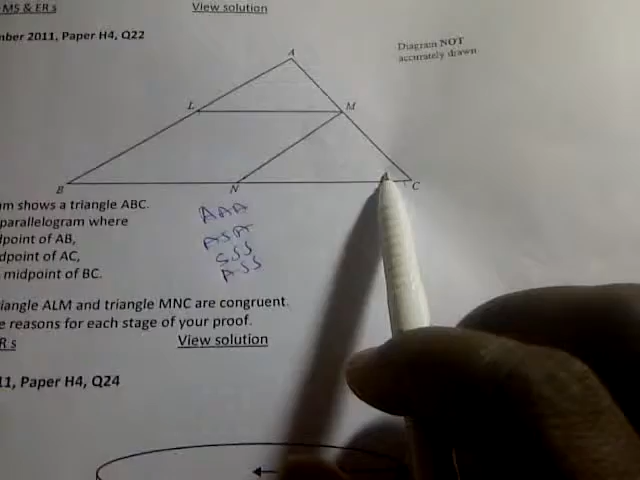 MS & ER s
View solution
mber 2011, Paper H4, Q22
Diagram NOT
accurately drawn
A
L
M
B
N
C
am shows a triangle ABC.
parallelogram where
dpoint of AB,
dpoint of AC,
midpoint of BC.
AAA
ASA
SSS
ASS
riangle ALM and triangle MNC are congruent.
e reasons for each stage of your proof.
R s
View solution
11, Paper H4, Q24